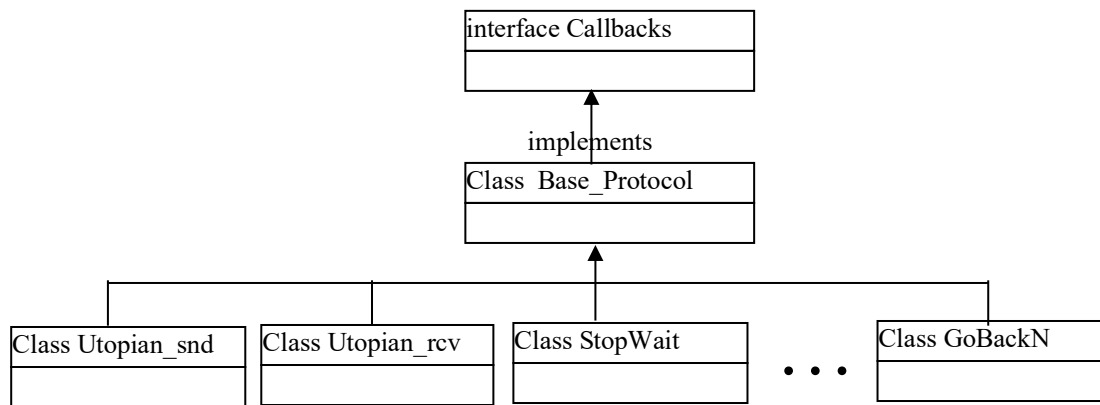 interface Callbacks
implements
Class Base_Protocol
Class Utopian_snd
Class Utopian_rcv
Class StopWait
• • •
Class GoBackN